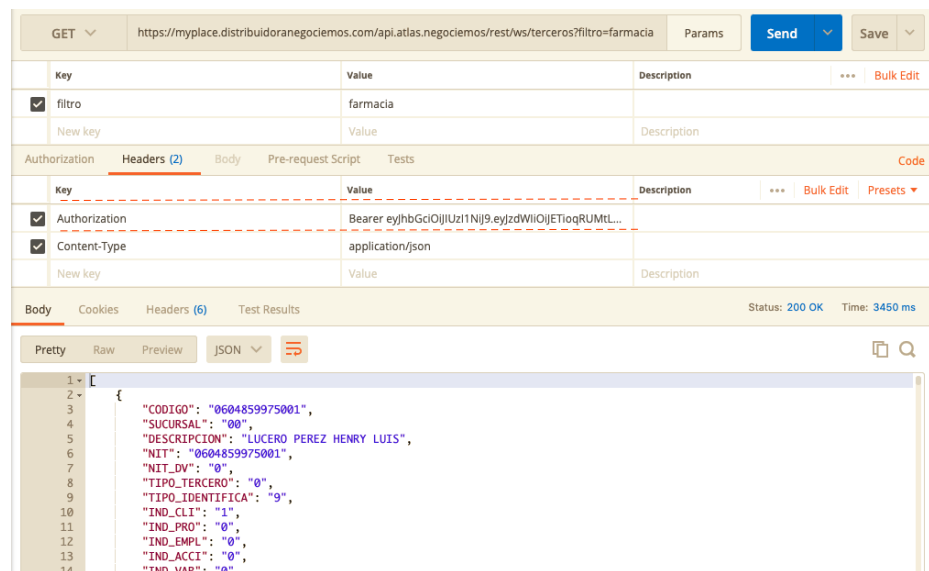 GET https://myplace.distribuidoranegociemos.com/api.atlas.negociemos/rest/ws/terceros?filtro=farmacia Params Send Save
Key Value Description ••• Bulk Edit
filtro farmacia
New key Value Description
Authorization Headers (2) Body Pre-request Script Tests Code
Key Value Description ••• Bulk Edit Presets
Authorization Bearer eyJhbGciOiJIUzI1NiJ9.eyJzdWIiOiJETioqRUMtL...
Content-Type application/json
New key Value Description
Body Cookies Headers (6) Test Results Status: 200 OK Time: 3450 ms
Pretty Raw Preview JSON
1 [
2 {
3 "CODIGO": "0604859975001",
4 "SUCURSAL": "00",
5 "DESCRIPCION": "LUCERO PEREZ HENRY LUIS",
6 "NIT": "0604859975001",
7 "NIT_DV": "0",
8 "TIPO_TERCERO": "0",
9 "TIPO_IDENTIFICA": "9",
10 "IND_CLI": "1",
11 "IND_PRO": "0",
12 "IND_EMPL": "0",
13 "IND_ACCI": "0",
14 "IND_VAR": "0"